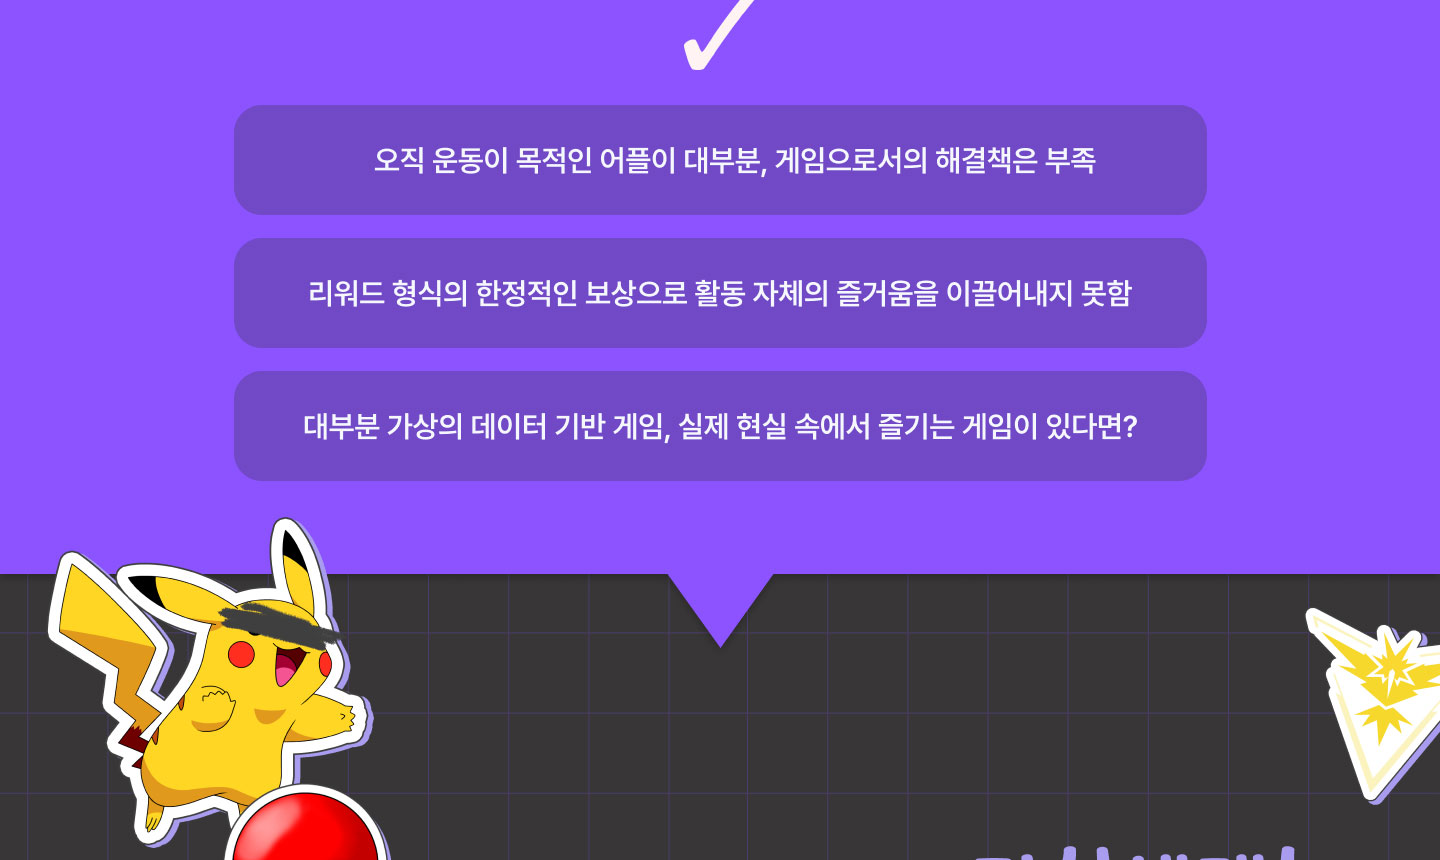 오직 운동이 목적인 어플이 대부분, 게임으로서의 해결책은 부족
리워드 형식의 한정적인 보상으로 활동 자체의 즐거움을 이끌어내지 못함
대부분 가상의 데이터 기반 게임, 실제 현실 속에서 즐기는 게임이 있다면?